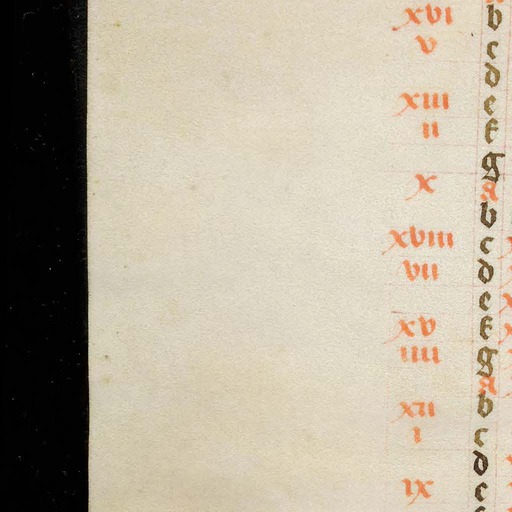 xvi b
v c
d
xiii e
ii f
g
x a
b
xviii c
vii d
e
xv f
iiii g
a
xii b
i c
d
ix e